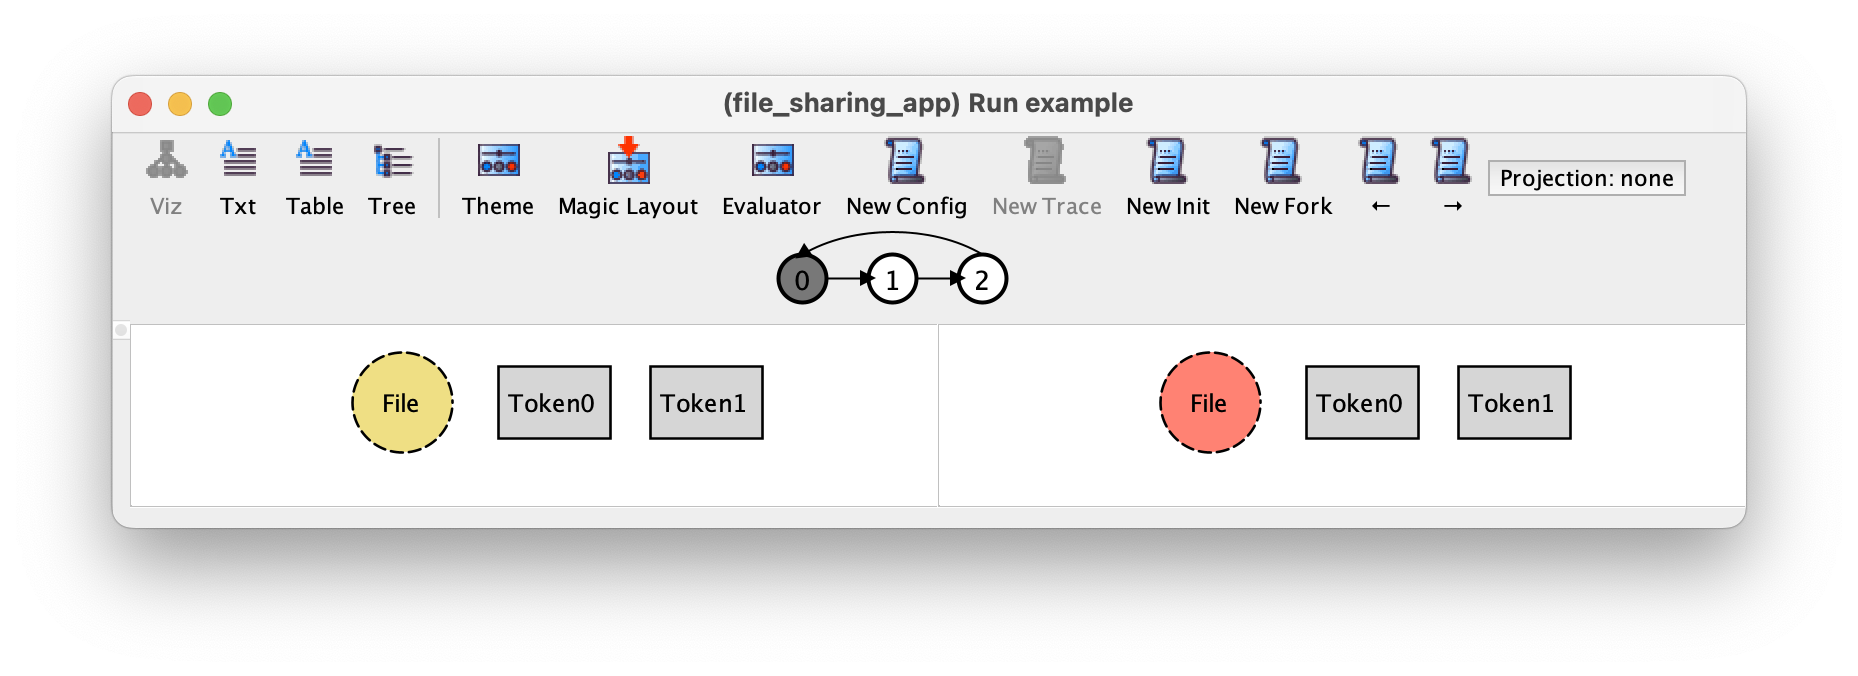 (file_sharing_app) Run example
Viz Txt Table Tree Theme Magic Layout Evaluator New Config New Trace New Init New Fork ← → Projection: none
0 1 2
File Token0 Token1 File Token0 Token1